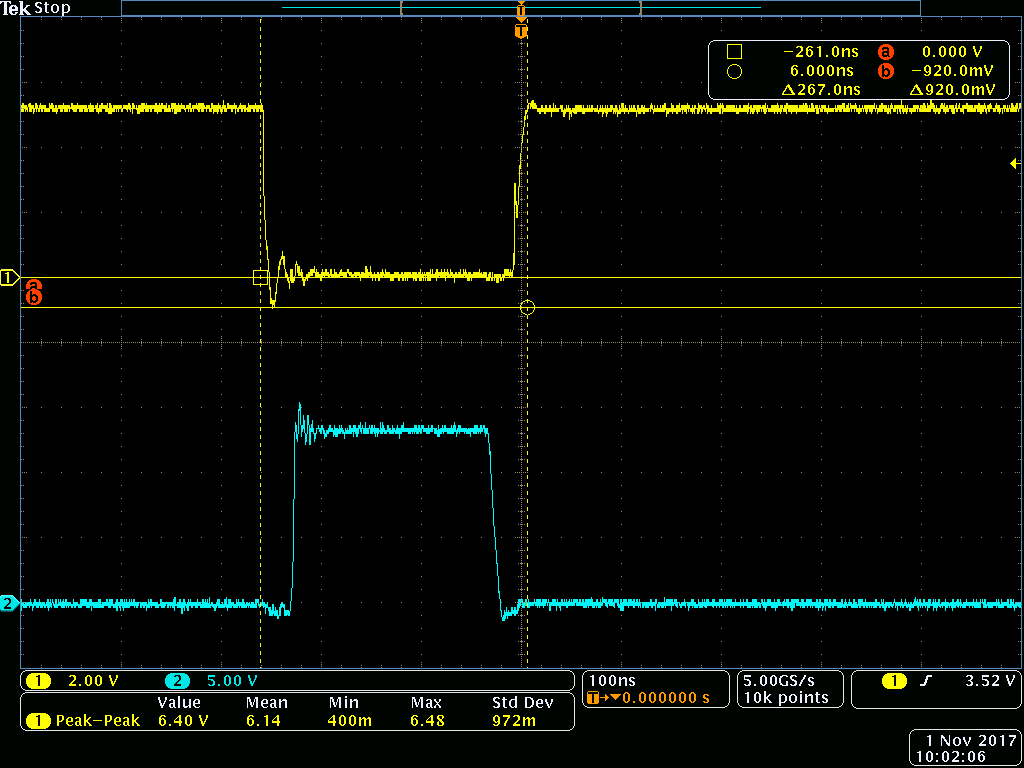 Tek Stop
T
T
−261.0ns a 0.000 V
6.000ns b −920.0mV
Δ267.0ns Δ920.0mV
1
a
b
2
1 2.00 V 2 5.00 V
100ns
T→▼0.000000 s
5.00GS/s
10k points
1 3.52 V
Value Mean Min Max Std Dev
1 Peak−Peak 6.40 V 6.14 400m 6.48 972m
1 Nov 2017
10:02:06